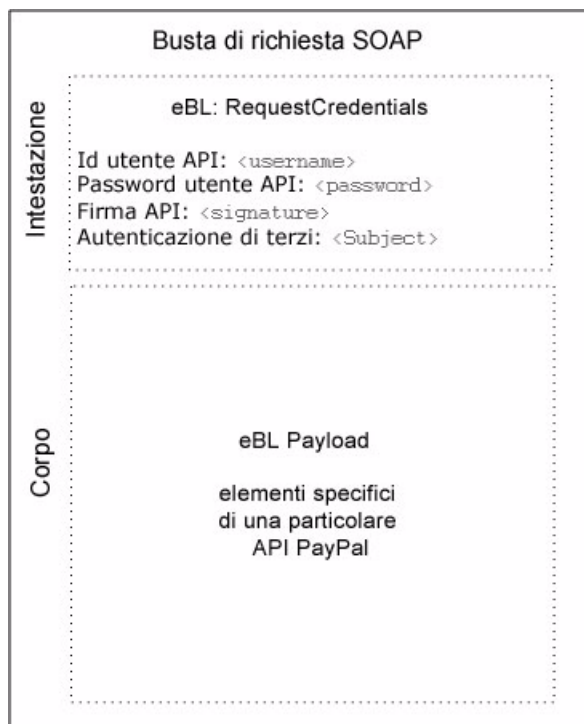 Busta di richiesta SOAP
Intestazione
eBL: RequestCredentials
Id utente API: <username>
Password utente API: <password>
Firma API: <signature>
Autenticazione di terzi: <Subject>
Corpo
eBL Payload
elementi specifici
di una particolare
API PayPal